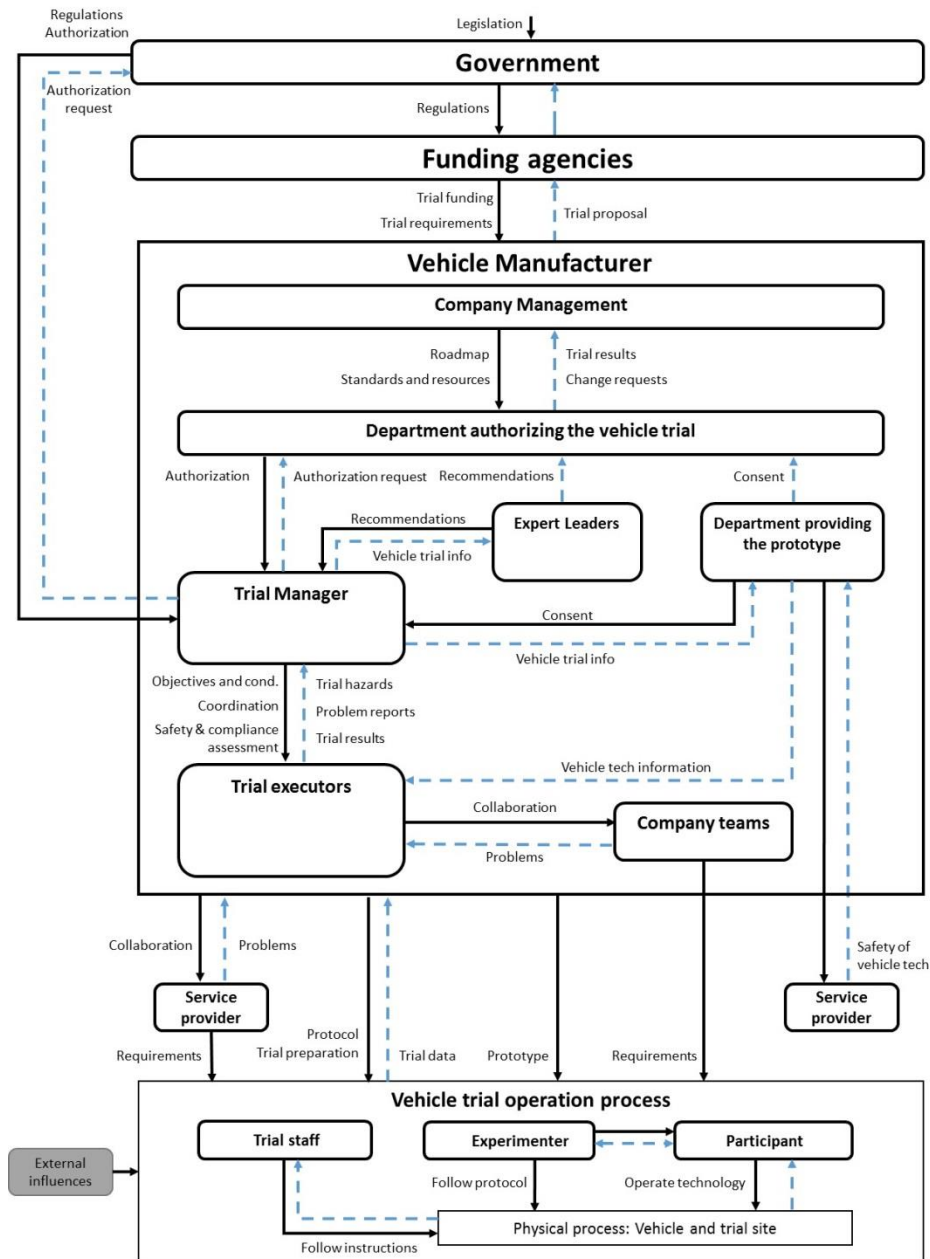 Regulations
Authorization
Legislation
Government
Authorization
request
Regulations
Funding agencies
Trial funding
Trial requirements
Trial proposal
Vehicle Manufacturer
Company Management
Roadmap
Standards and resources
Trial results
Change requests
Department authorizing the vehicle trial
Authorization
Authorization request
Recommendations
Consent
Recommendations
Vehicle trial info
Expert Leaders
Department providing
the prototype
Trial Manager
Consent
Vehicle trial info
Objectives and cond.
Coordination
Safety & compliance
assessment
Trial hazards
Problem reports
Trial results
Vehicle tech information
Trial executors
Collaboration
Company teams
Problems
Collaboration
Problems
Safety of
vehicle tech
Service
provider
Service
provider
Requirements
Protocol
Trial preparation
Trial data
Prototype
Requirements
Vehicle trial operation process
Trial staff
Experimenter
Participant
External
influences
Follow protocol
Operate technology
Physical process: Vehicle and trial site
Follow instructions